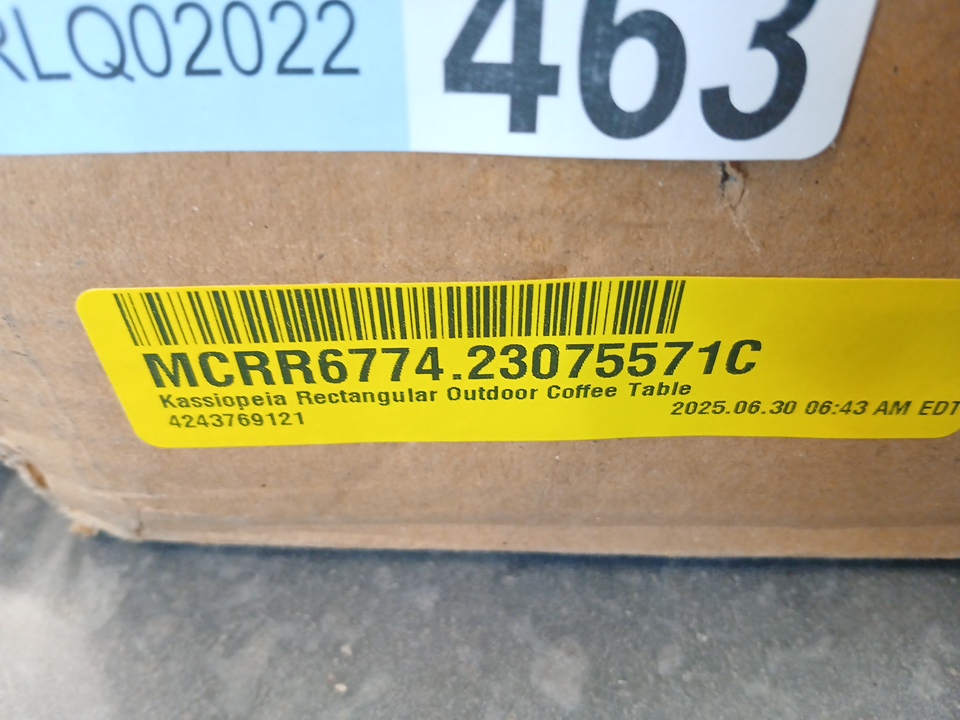 RLQ02022
463
MCRR6774.23075571C
Kassiopeia Rectangular Outdoor Coffee Table
4243769121
2025.06.30 06:43 AM EDT